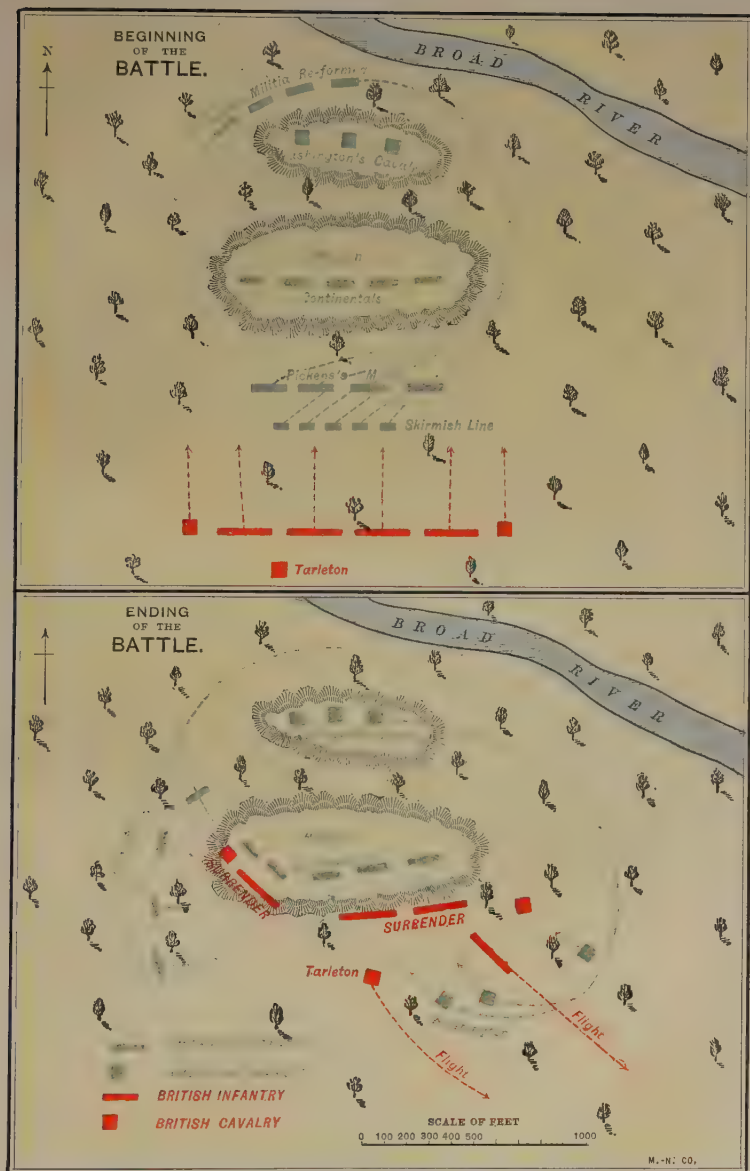 BEGINNING
OF THE
BATTLE.
N
BROAD
RIVER
Militia
Cavalry
Continentals
Pickens's M
Skirmish Line
Tarleton
ENDING
OF THE
BATTLE.
BROAD
RIVER
SURRENDER
SURRENDER
Tarleton
Flight
Flight
BRITISH INFANTRY
BRITISH CAVALRY
SCALE OF FEET
0 100 200 300 400 500 1000
M.-N. CO.